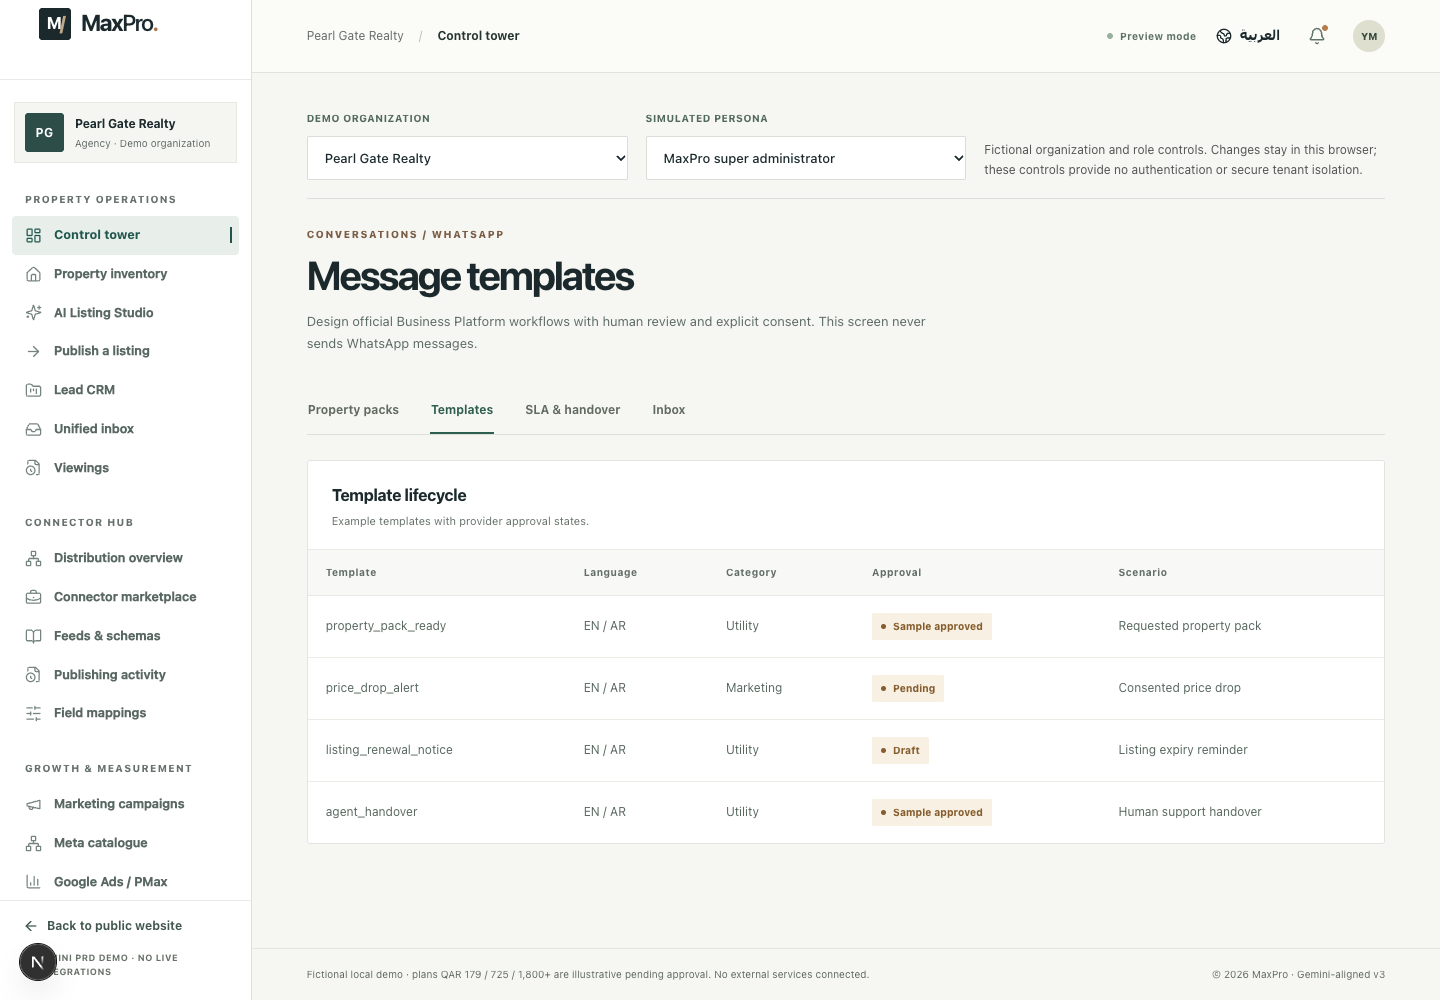 M/ MaxPro.
Pearl Gate Realty / Control tower
Preview mode
العربية
YM
PG
Pearl Gate Realty
Agency · Demo organization
PROPERTY OPERATIONS
Control tower
Property inventory
AI Listing Studio
Publish a listing
Lead CRM
Unified inbox
Viewings
CONNECTOR HUB
Distribution overview
Connector marketplace
Feeds & schemas
Publishing activity
Field mappings
GROWTH & MEASUREMENT
Marketing campaigns
Meta catalogue
Google Ads / PMax
Back to public website
INI PRD DEMO · NO LIVE
EGRATIONS
N
DEMO ORGANIZATION
Pearl Gate Realty
SIMULATED PERSONA
MaxPro super administrator
Fictional organization and role controls. Changes stay in this browser;
these controls provide no authentication or secure tenant isolation.
CONVERSATIONS / WHATSAPP
Message templates
Design official Business Platform workflows with human review and explicit consent. This screen never
sends WhatsApp messages.
Property packs Templates SLA & handover Inbox
Template lifecycle
Example templates with provider approval states.
Template Language Category Approval Scenario
property_pack_ready EN / AR Utility Sample approved Requested property pack
price_drop_alert EN / AR Marketing Pending Consented price drop
listing_renewal_notice EN / AR Utility Draft Listing expiry reminder
agent_handover EN / AR Utility Sample approved Human support handover
Fictional local demo · plans QAR 179 / 725 / 1,800+ are illustrative pending approval. No external services connected.
© 2026 MaxPro · Gemini-aligned v3